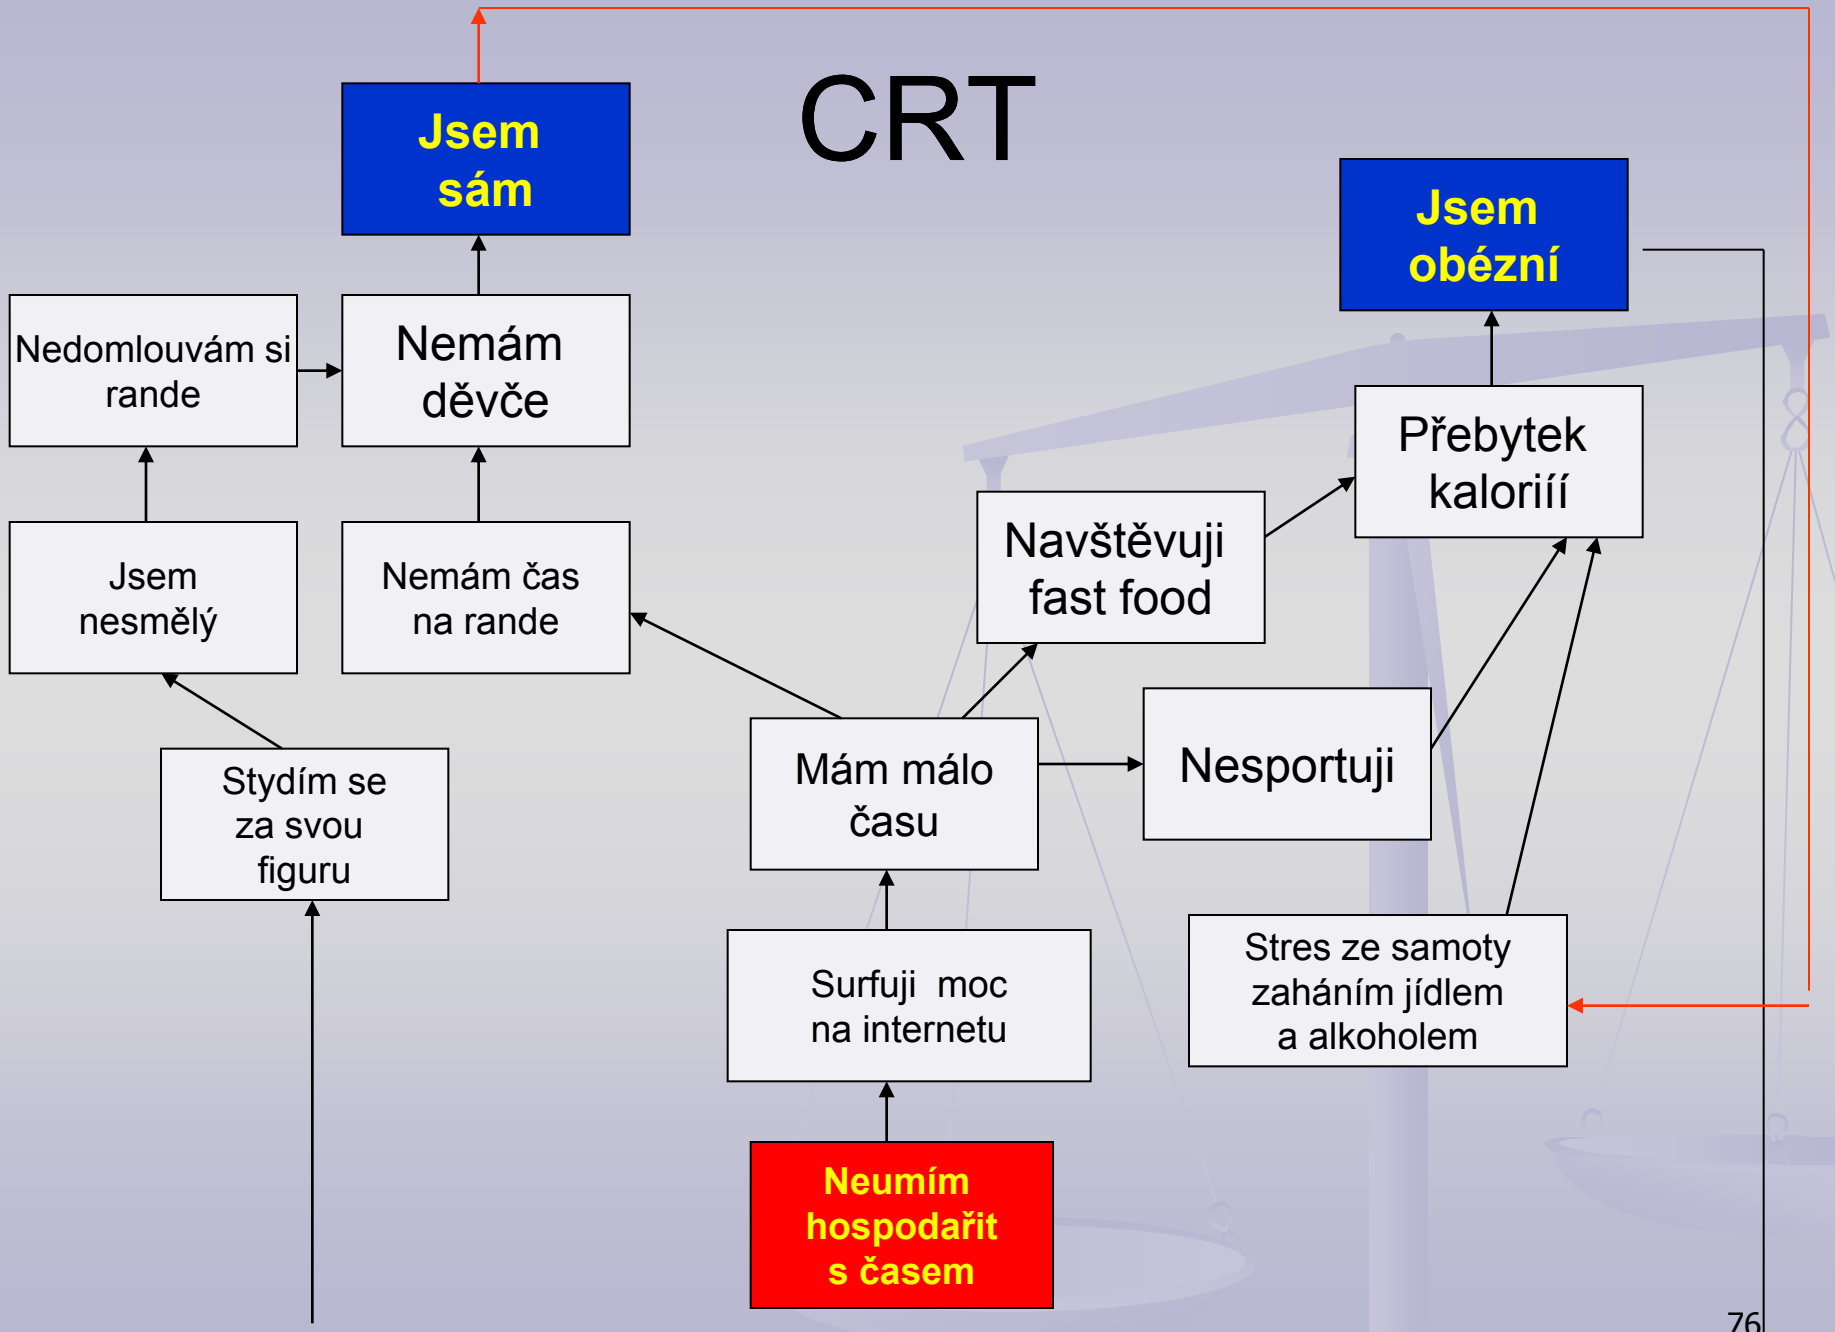 CRT
Jsem
sám
Jsem
obézní
Nedomlouvám si
rande
Nemám
děvče
Přebytek
kaloriíí
Navštěvuji
fast food
Jsem
nesmělý
Nemám čas
na rande
Stydím se
za svou
figuru
Mám málo
času
Nesportuji
Surfuji  moc
na internetu
Stres ze samoty
zaháním jídlem
a alkoholem
Neumím
hospodařit
s časem
76